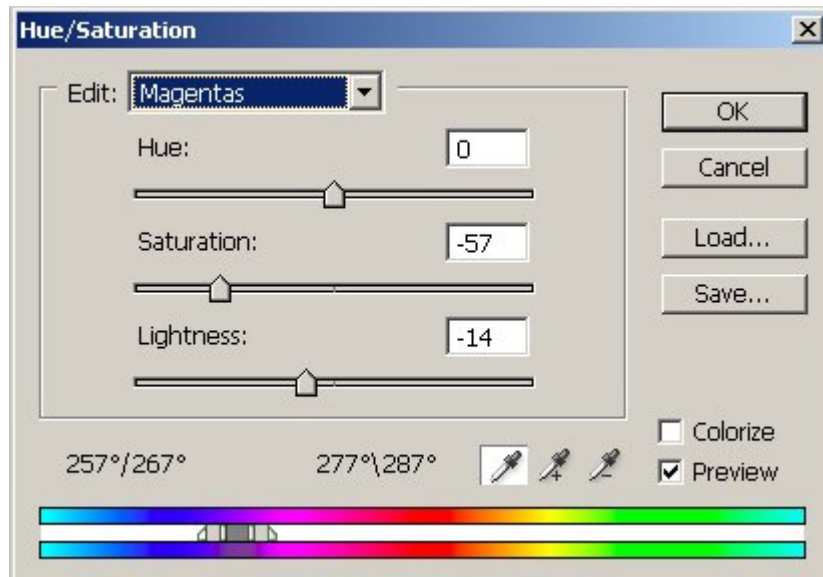 Hue/Saturation
Edit: Magentas
OK
Hue: 0
Cancel
Saturation: -57
Load...
Save...
Lightness: -14
Colorize
257°/267° 277°\287°
Preview